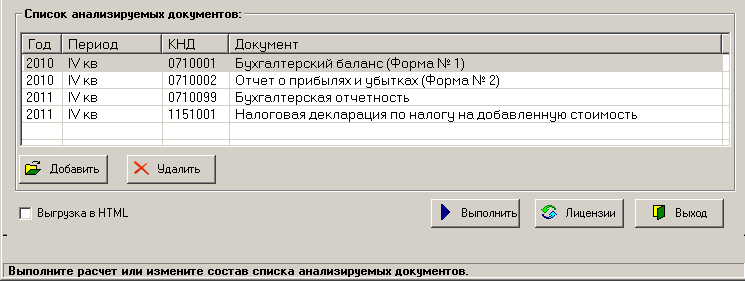 Список анализируемых документов:
Год Период КНД Документ
2010 IV кв 0710001 Бухгалтерский баланс (Форма № 1)
2010 IV кв 0710002 Отчет о прибылях и убытках (Форма № 2)
2011 IV кв 0710099 Бухгалтерская отчетность
2011 IV кв 1151001 Налоговая декларация по налогу на добавленную стоимость
Добавить Удалить
Выгрузка в HTML Выполнить Лицензии Выход
Выполните расчет или измените состав списка анализируемых документов.